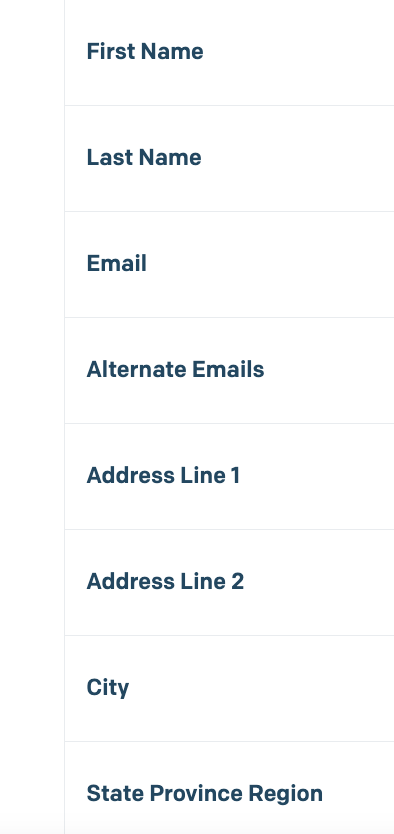 First Name
Last Name
Email
Alternate Emails
Address Line 1
Address Line 2
City
State Province Region